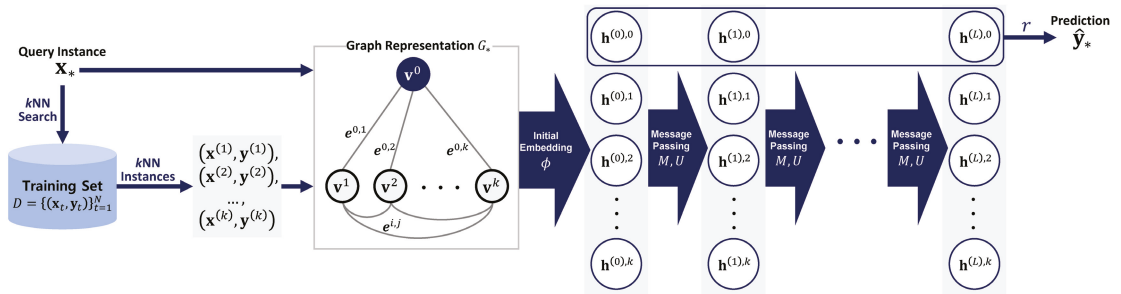 Query Instance
𝐱∗
kNN
Search
Training Set
D = {(𝐱ₜ, 𝐲ₜ)}ᴺₜ₌₁
kNN
Instances
(𝐱⁽¹⁾, 𝐲⁽¹⁾),
(𝐱⁽²⁾, 𝐲⁽²⁾),
...,
(𝐱⁽ᵏ⁾, 𝐲⁽ᵏ⁾)
Graph Representation G∗
𝐯⁰
e⁰,¹
e⁰,²
e⁰,ᵏ
𝐯¹ 𝐯² · · · 𝐯ᵏ
eⁱ,ʲ
Initial
Embedding
ϕ
𝐡⁽⁰⁾,⁰
𝐡⁽⁰⁾,¹
𝐡⁽⁰⁾,²
𝐡⁽⁰⁾,ᵏ
Message
Passing
M, U
𝐡⁽¹⁾,⁰
𝐡⁽¹⁾,¹
𝐡⁽¹⁾,²
𝐡⁽¹⁾,ᵏ
Message
Passing
M, U
· · ·
Message
Passing
M, U
𝐡⁽ᴸ⁾,⁰
𝐡⁽ᴸ⁾,¹
𝐡⁽ᴸ⁾,²
𝐡⁽ᴸ⁾,ᵏ
r
Prediction
𝐲̂∗